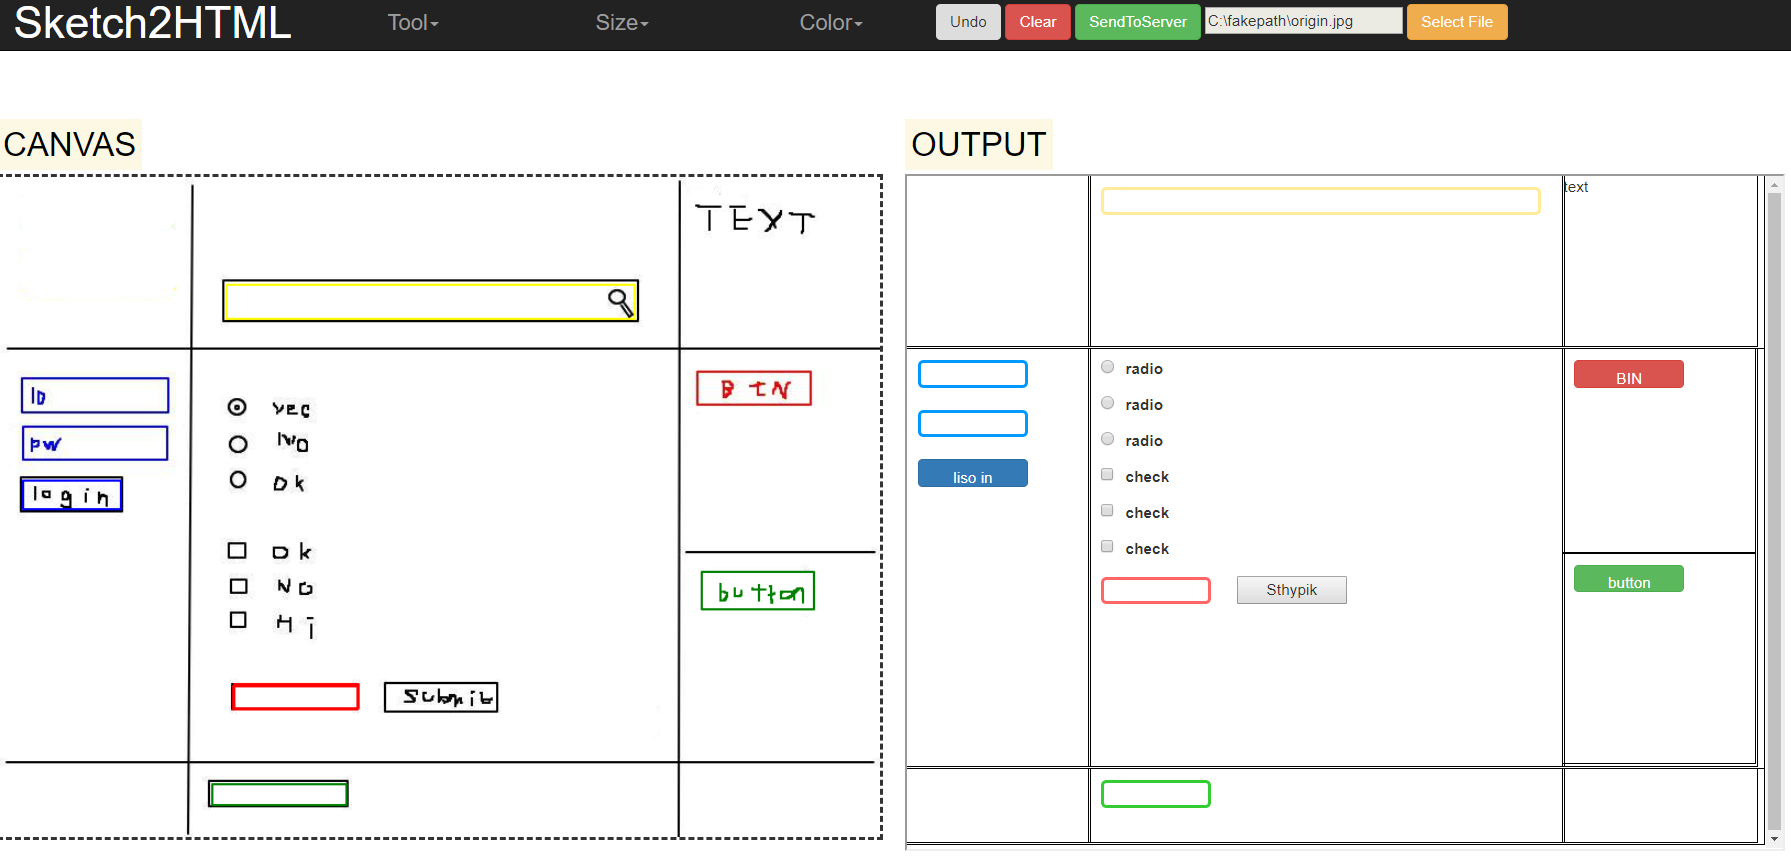 Sketch2HTML Tool Size Color Undo Clear SendToServer C:\fakepath\origin.jpg Select File
CANVAS
TEXT
ID
PW
login
yes
NO
Ok
Ok
NO
Hi
Submit
BIN
button
OUTPUT
text
liso in
radio
radio
radio
check
check
check
Sthypik
BIN
button